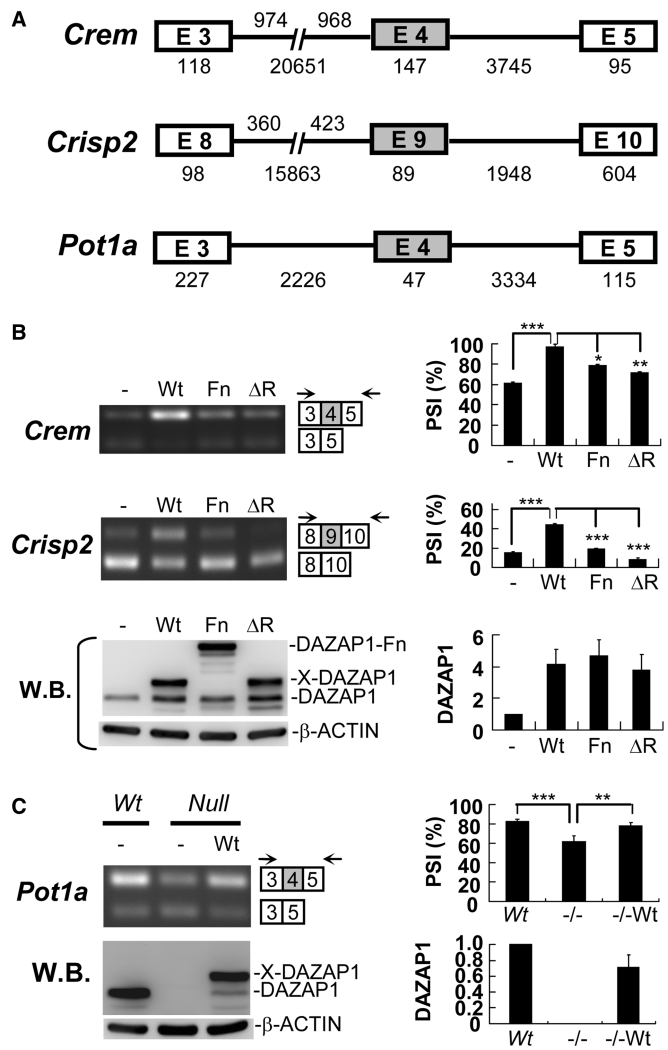 A
Crem E 3 974 968 E 4 E 5
118 20651 147 3745 95
Crisp2 E 8 360 423 E 9 E 10
98 15863 89 1948 604
Pot1a E 3 E 4 E 5
227 2226 47 3334 115
B
- Wt Fn ΔR
Crem
3 4 5
3 5
PSI (%)
100
80
60
40
20
0
***
*
**
- Wt Fn ΔR
- Wt Fn ΔR
Crisp2
8 9 10
8 10
PSI (%)
60
40
20
0
***
***
***
- Wt Fn ΔR
- Wt Fn ΔR
W.B.
-DAZAP1-Fn
-X-DAZAP1
-DAZAP1
-β-ACTIN
DAZAP1
6
4
2
0
- Wt Fn ΔR
C
Wt Null
- - Wt
Pot1a
3 4 5
3 5
PSI (%)
100
80
60
40
20
0
***
**
Wt -/- -/-Wt
W.B.
-X-DAZAP1
-DAZAP1
-β-ACTIN
DAZAP1
1.0
0.8
0.6
0.4
0.2
0
Wt -/- -/-Wt